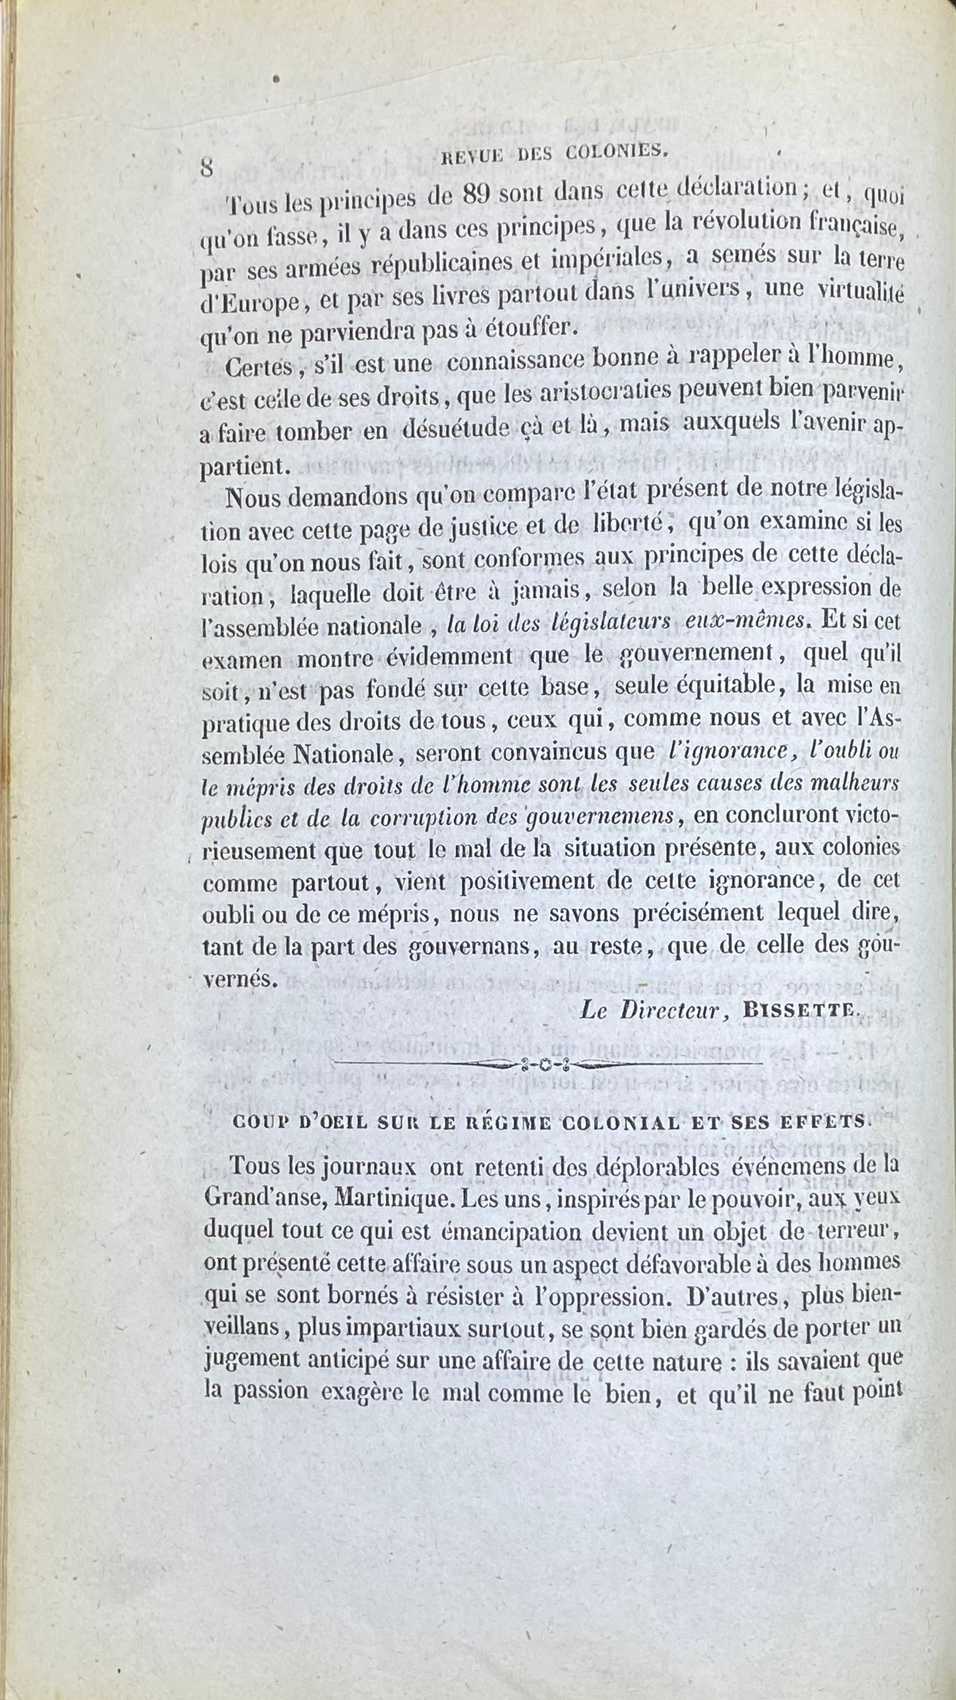 8
REVUE DES COLONIES.
Tous les principes de 89 sont dans cette déclaration ; et, quoi
qu'on fasse, il y a dans ces principes, que la révolution française,
par ses armées républicaines et impériales, a semés sur la terre
d'Europe, et par ses livres partout dans l'univers, une virtualité
qu'on ne parviendra pas à étouffer.
Certes, s'il est une connaissance bonne à rappeler à l'homme,
c'est celle de ses droits, que les aristocraties peuvent bien parvenir
a faire tomber en désuétude çà et là, mais auxquels l'avenir ap-
partient.
Nous demandons qu'on compare l'état présent de notre législa-
tion avec cette page de justice et de liberté, qu'on examine si les
lois qu'on nous fait, sont conformes aux principes de cette décla-
ration, laquelle doit être à jamais, selon la belle expression de
l'assemblée nationale, la loi des législateurs eux-mêmes. Et si cet
examen montre évidemment que le gouvernement, quel qu'il
soit, n'est pas fondé sur cette base, seule équitable, la mise en
pratique des droits de tous, ceux qui, comme nous et avec l'As-
semblée Nationale, seront convaincus que l'ignorance, l'oubli ou
le mépris des droits de l'homme sont les seules causes des malheurs
publics et de la corruption des gouvernemens, en concluront victo-
rieusement que tout le mal de la situation présente, aux colonies
comme partout, vient positivement de cette ignorance, de cet
oubli ou de ce mépris, nous ne savons précisément lequel dire,
tant de la part des gouvernans, au reste, que de celle des gou-
vernés.
Le Directeur, BISSETTE.
COUP D'OEIL SUR LE RÉGIME COLONIAL ET SES EFFETS.
Tous les journaux ont retenti des déplorables événemens de la
Grand'anse, Martinique. Les uns, inspirés par le pouvoir, aux yeux
duquel tout ce qui est émancipation devient un objet de terreur,
ont présenté cette affaire sous un aspect défavorable à des hommes
qui se sont bornés à résister à l'oppression. D'autres, plus bien-
veillans, plus impartiaux surtout, se sont bien gardés de porter un
jugement anticipé sur une affaire de cette nature : ils savaient que
la passion exagère le mal comme le bien, et qu'il ne faut point